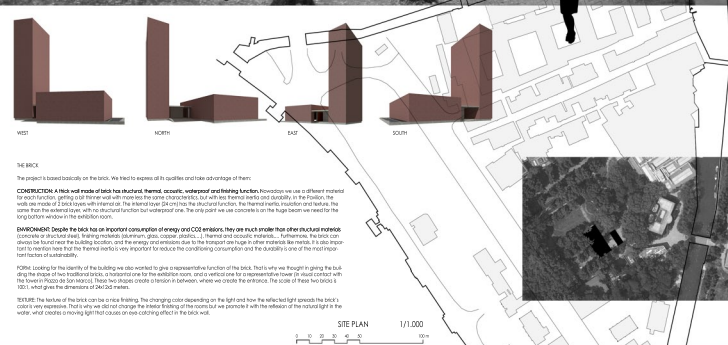 WEST
NORTH
EAST
SOUTH
THE BRICK
The project is based basically on the brick. We tried to express all its qualities and take advantage of them:
CONSTRUCTION: A thick wall made of brick has structural, thermal, acoustic, waterproof and finishing function. Nowadays we use a different material
for each function, getting a bit thinner wall with more less the same characteristics, but with less thermal inertia and durability. In the Pavilion, the
walls are made of 2 brick layers with internal air. The internal layer (24 cm) has the structural function, the thermal inertia, insulation and texture, the
same than the external layer, with no structural function but waterproof one. The only point we use concrete is on the huge beam we need for the
long bottom window in the exhibition room.
ENVIRONMENT: Despite the brick has an important consumption of energy and CO2 emissions, they are much smaller than other structural materials
(concrete or structural steel), finishing materials (aluminum, glass, copper, plastics...), thermal and acoustic materials... Furthermore, the brick can
always be found near the building location, and the energy and emissions due to the transport are huge in other materials like metals. It is also impor-
tant to mention here that the thermal inertia is very important for reduce the conditioning consumption and the durability is one of the most impor-
tant factors of sustainability.
FORM: Looking for the identity of the building we also wanted to give a representative function of the brick. That is why we thought in giving the buil-
ding the shape of two traditional bricks, a horizontal one for the exhibition room, and a vertical one for a representative tower (in visual contact with
the tower in Piazza de San Marco). These two shapes create a tension in between, where we create the entrance. The scale of these two bricks is
100:1, what gives the dimensions of 24x12x5 meters.
TEXTURE: The texture of the brick can be a nice finishing. The changing color depending on the light and how the reflected light spreads the brick's
color is very expressive. That is why we did not change the interior finishing of the rooms but we promote it with the reflexion of the natural light in the
water, what creates a moving light that causes an eye-catching effect in the brick wall.
SITE PLAN 1/1.000
0 10 20 30 40 50 100 m